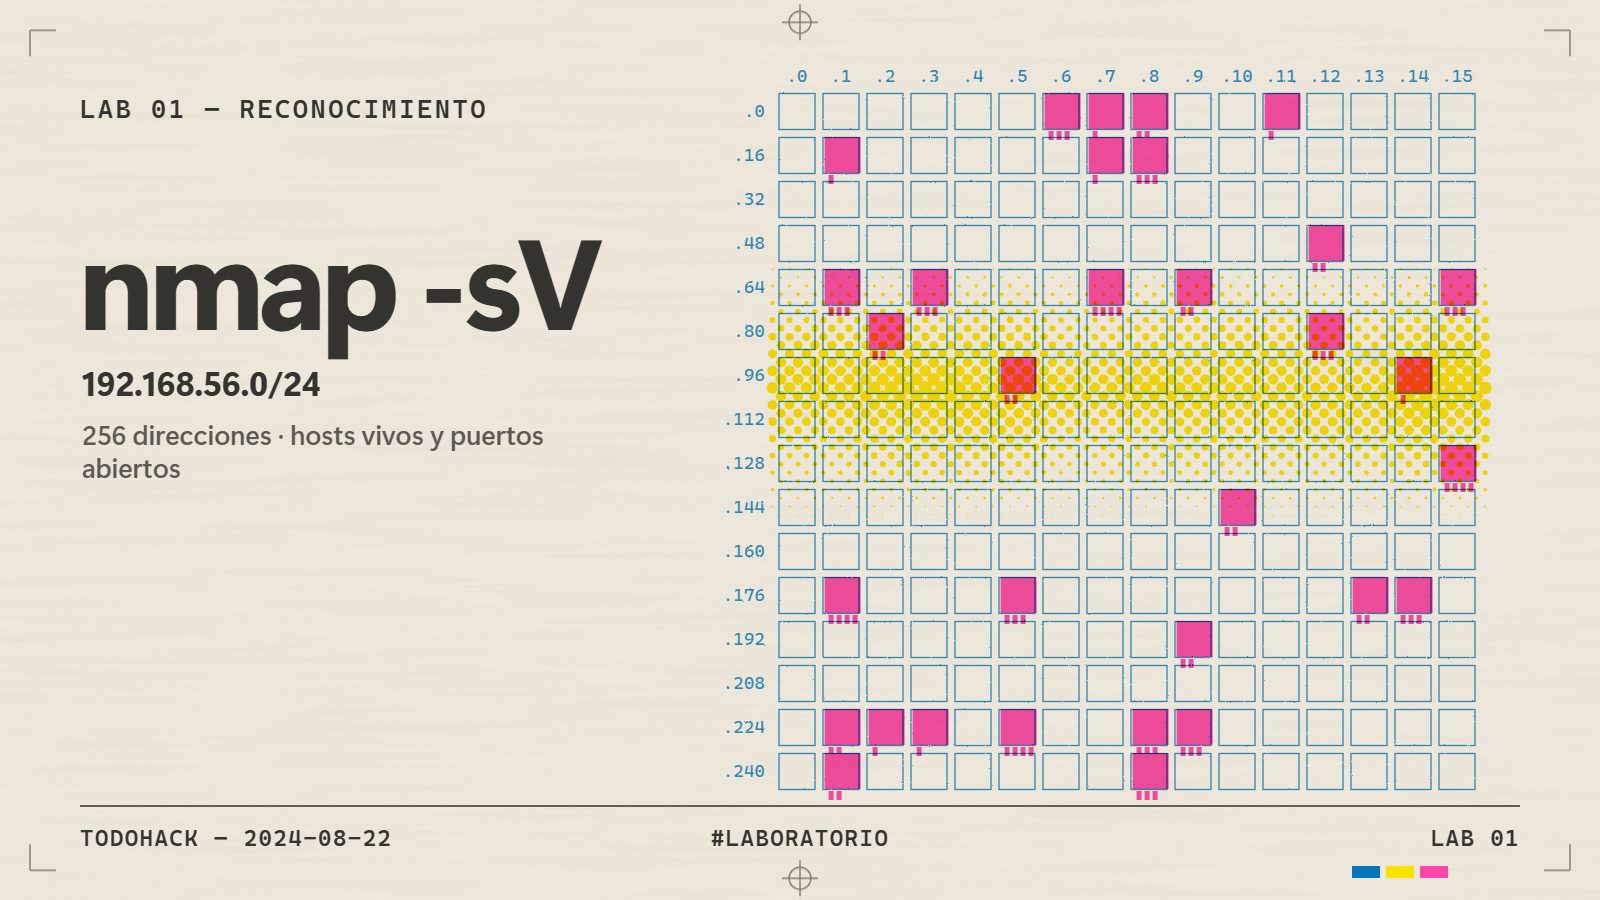 LAB 01 — RECONOCIMIENTO
nmap -sV
192.168.56.0/24
256 direcciones · hosts vivos y puertos
abiertos
.0 .1 .2 .3 .4 .5 .6 .7 .8 .9 .10 .11 .12 .13 .14 .15
.0
.16
.32
.48
.64
.80
.96
.112
.128
.144
.160
.176
.192
.208
.224
.240
TODOHACK — 2024-08-22
#LABORATORIO
LAB 01